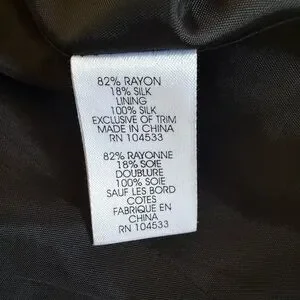 82% RAYON
18% SILK
LINING
100% SILK
EXCLUSIVE OF TRIM
MADE IN CHINA
RN 104533
82% RAYONNE
18% SOIE
DOUBLURE
100% SOIE
SAUF LES BORD
COTES
FABRIQUE EN
CHINA
RN 104533